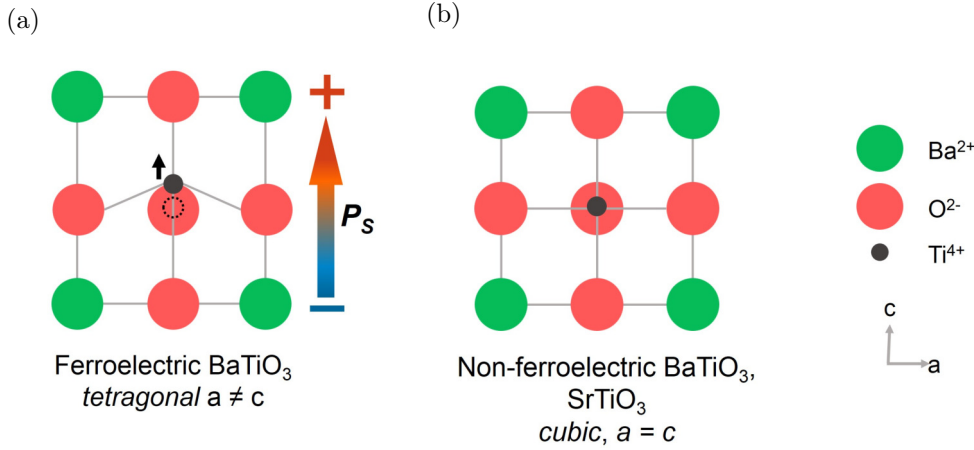 (a)
+
P_S
−
Ferroelectric BaTiO₃
tetragonal a ≠ c
(b)
Non-ferroelectric BaTiO₃,
SrTiO₃
cubic, a = c
Ba²⁺
O²⁻
Ti⁴⁺
c
a